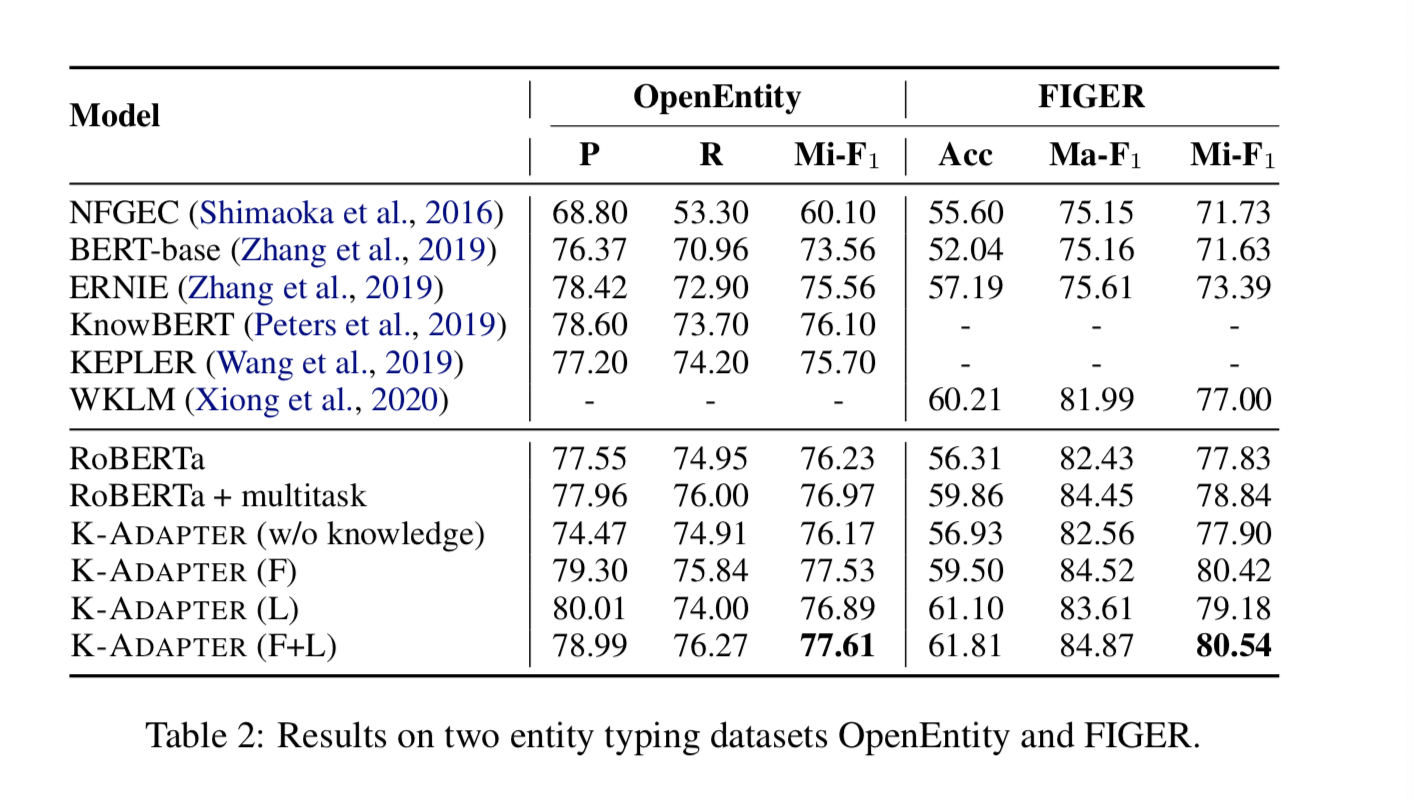 Model OpenEntity FIGER
P R Mi-F₁ Acc Ma-F₁ Mi-F₁
NFGEC (Shimaoka et al., 2016) 68.80 53.30 60.10 55.60 75.15 71.73
BERT-base (Zhang et al., 2019) 76.37 70.96 73.56 52.04 75.16 71.63
ERNIE (Zhang et al., 2019) 78.42 72.90 75.56 57.19 75.61 73.39
KnowBERT (Peters et al., 2019) 78.60 73.70 76.10 - - -
KEPLER (Wang et al., 2019) 77.20 74.20 75.70 - - -
WKLM (Xiong et al., 2020) - - - 60.21 81.99 77.00
RoBERTa 77.55 74.95 76.23 56.31 82.43 77.83
RoBERTa + multitask 77.96 76.00 76.97 59.86 84.45 78.84
K-ADAPTER (w/o knowledge) 74.47 74.91 76.17 56.93 82.56 77.90
K-ADAPTER (F) 79.30 75.84 77.53 59.50 84.52 80.42
K-ADAPTER (L) 80.01 74.00 76.89 61.10 83.61 79.18
K-ADAPTER (F+L) 78.99 76.27 77.61 61.81 84.87 80.54
Table 2: Results on two entity typing datasets OpenEntity and FIGER.